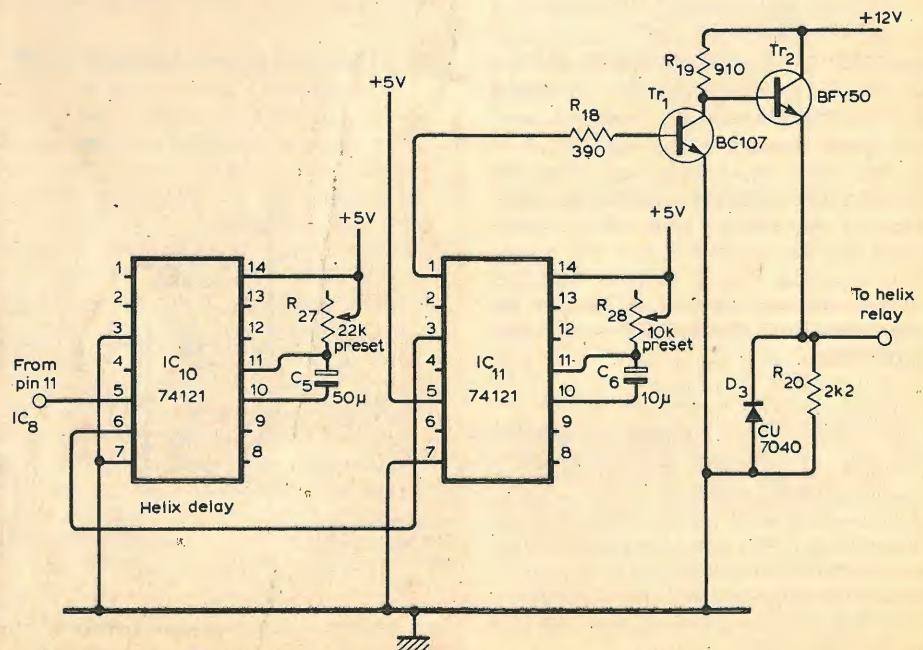 +12V
Tr2
R19 910
Tr1
BFY50
R18
390
BC107
+5V
+5V
+5V
1 14
2 13
3 12
4 11
5 10
6 9
7 8
IC10
74121
R27
22k
preset
C5
50μ
From
pin 11
IC8
Helix delay
1 14
2 13
3 12
4 11
5 10
6 9
7 8
IC11
74121
R28
10k
preset
C6
10μ
To helix
relay
D3
CU
7040
R20
2k2